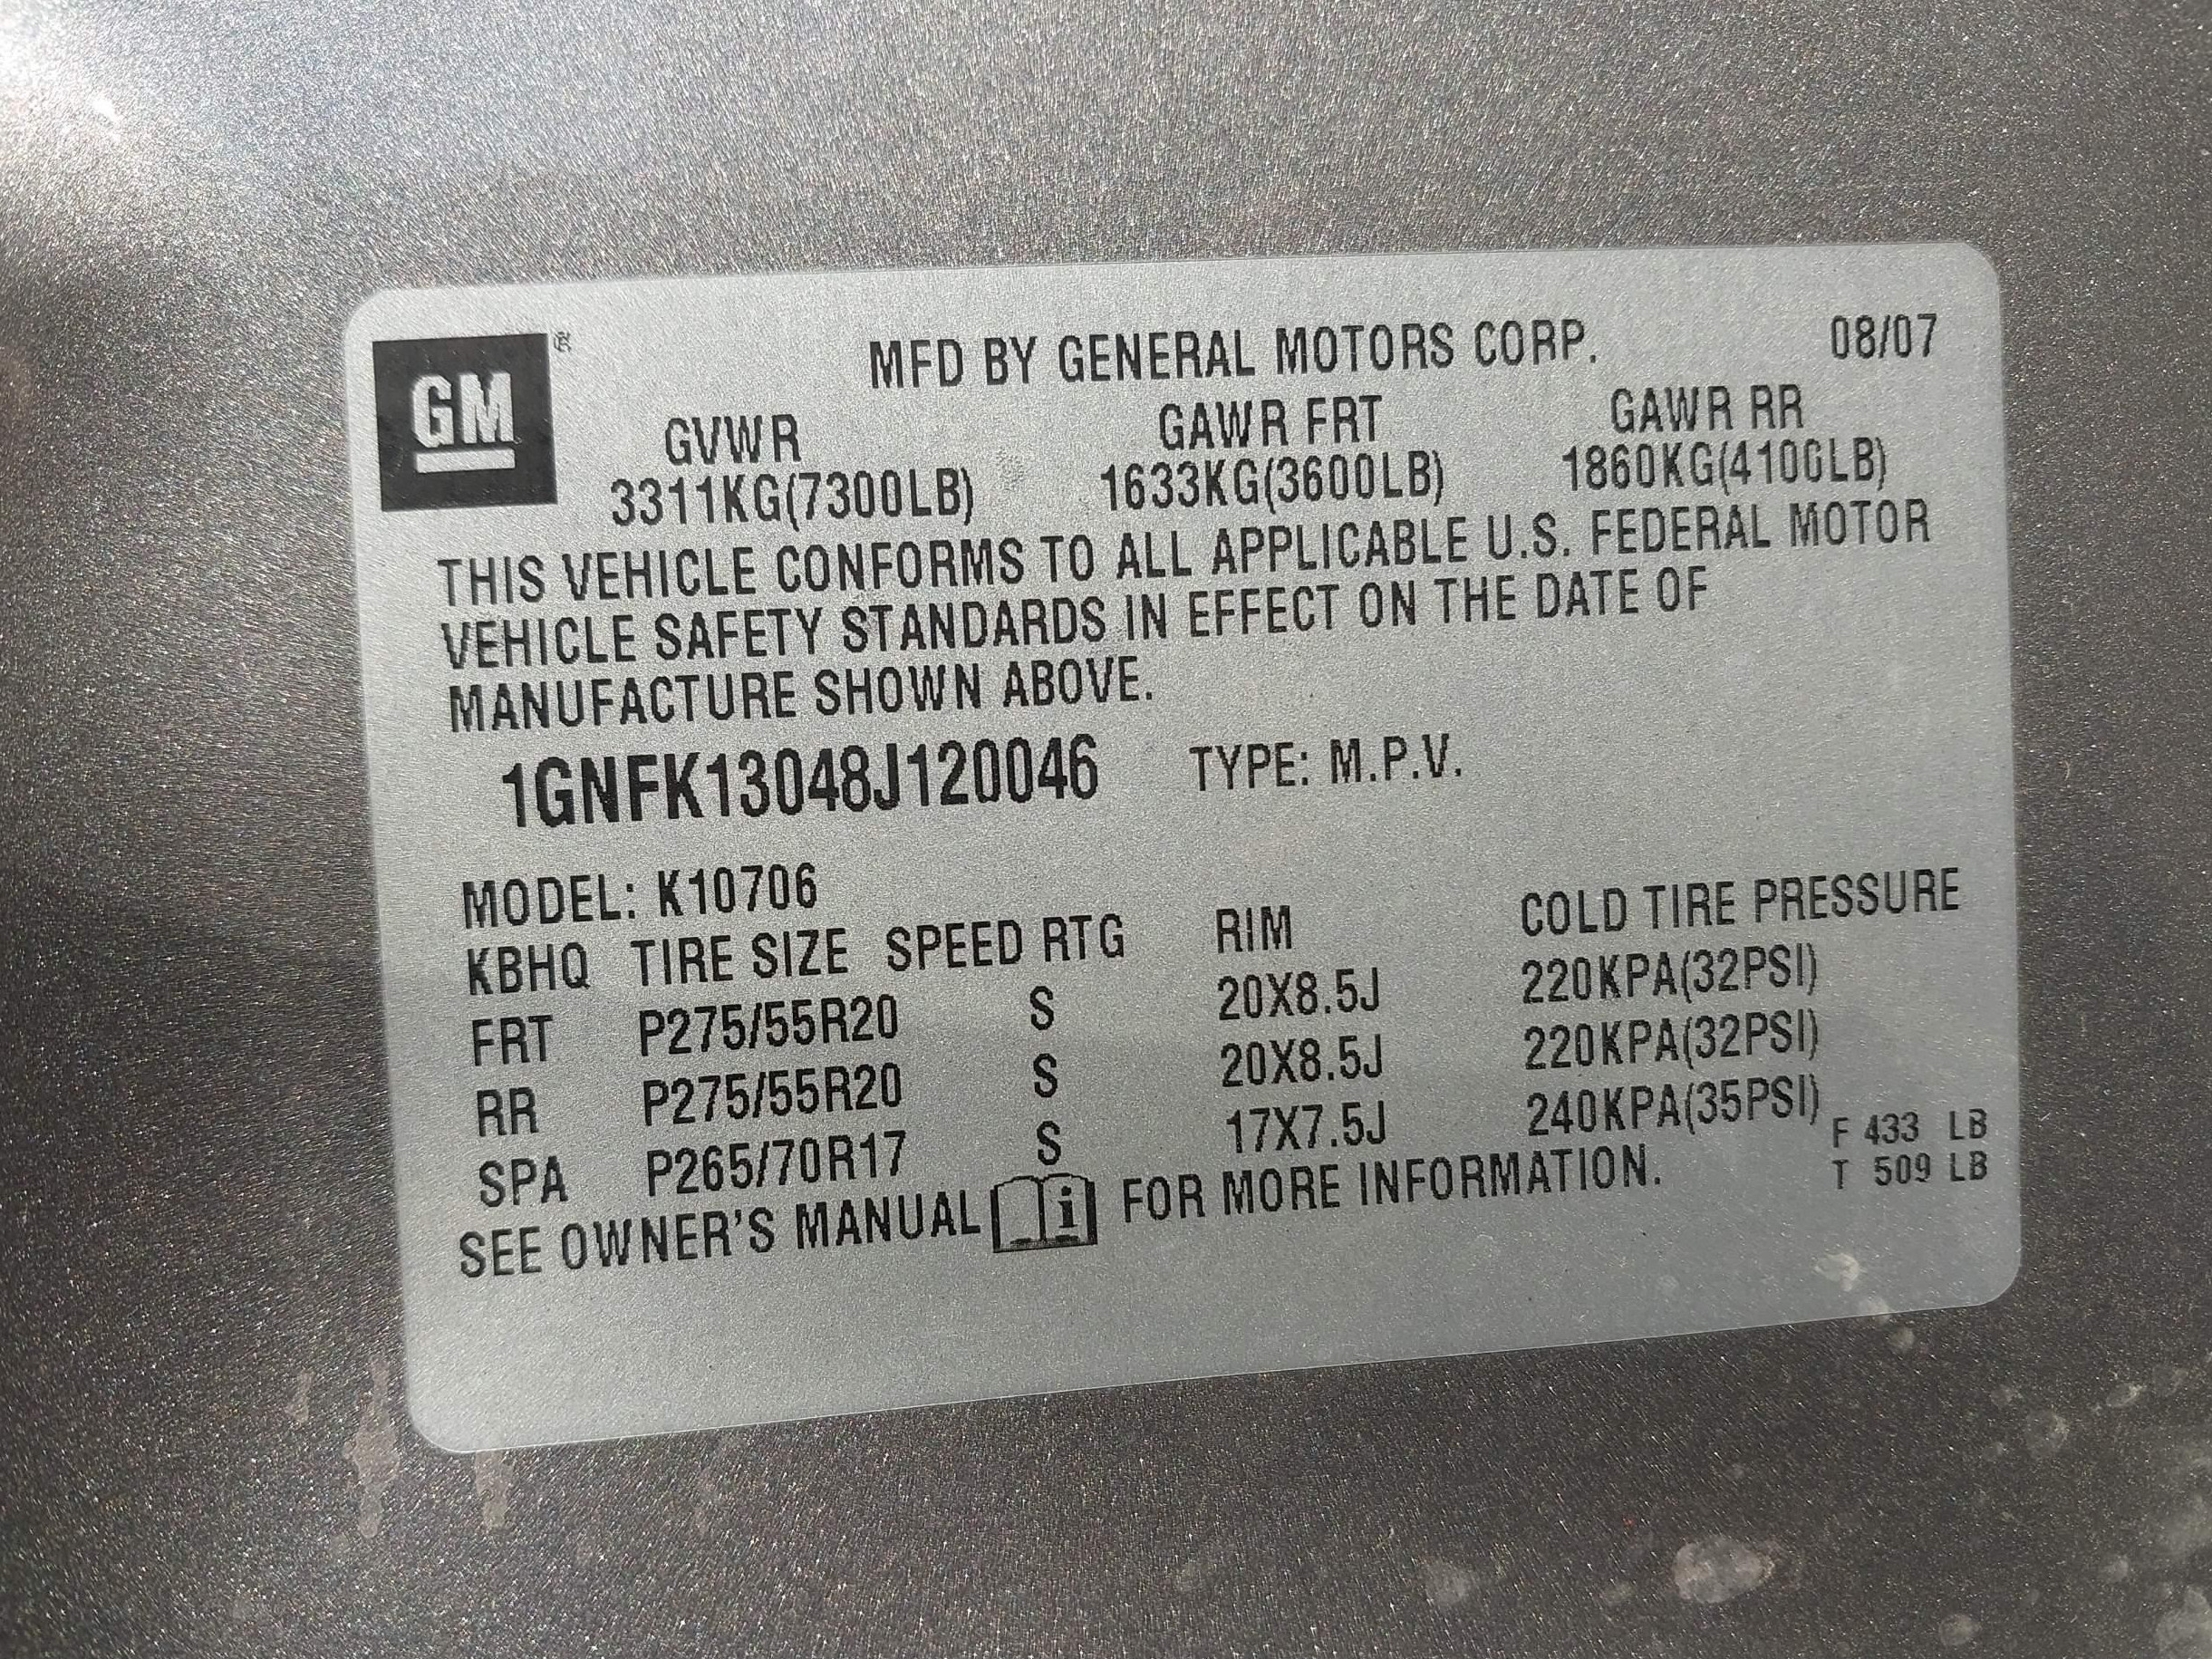 GM ®
MFD BY GENERAL MOTORS CORP. 08/07
GVWR GAWR FRT GAWR RR
3311KG(7300LB) 1633KG(3600LB) 1860KG(4100LB)
THIS VEHICLE CONFORMS TO ALL APPLICABLE U.S. FEDERAL MOTOR
VEHICLE SAFETY STANDARDS IN EFFECT ON THE DATE OF
MANUFACTURE SHOWN ABOVE.
1GNFK13048J120046 TYPE: M.P.V.
MODEL: K10706
KBHQ TIRE SIZE SPEED RTG RIM COLD TIRE PRESSURE
FRT P275/55R20 S 20X8.5J 220KPA(32PSI)
RR P275/55R20 S 20X8.5J 220KPA(32PSI)
SPA P265/70R17 S 17X7.5J 240KPA(35PSI)
F 433 LB
SEE OWNER'S MANUAL i FOR MORE INFORMATION. T 509 LB